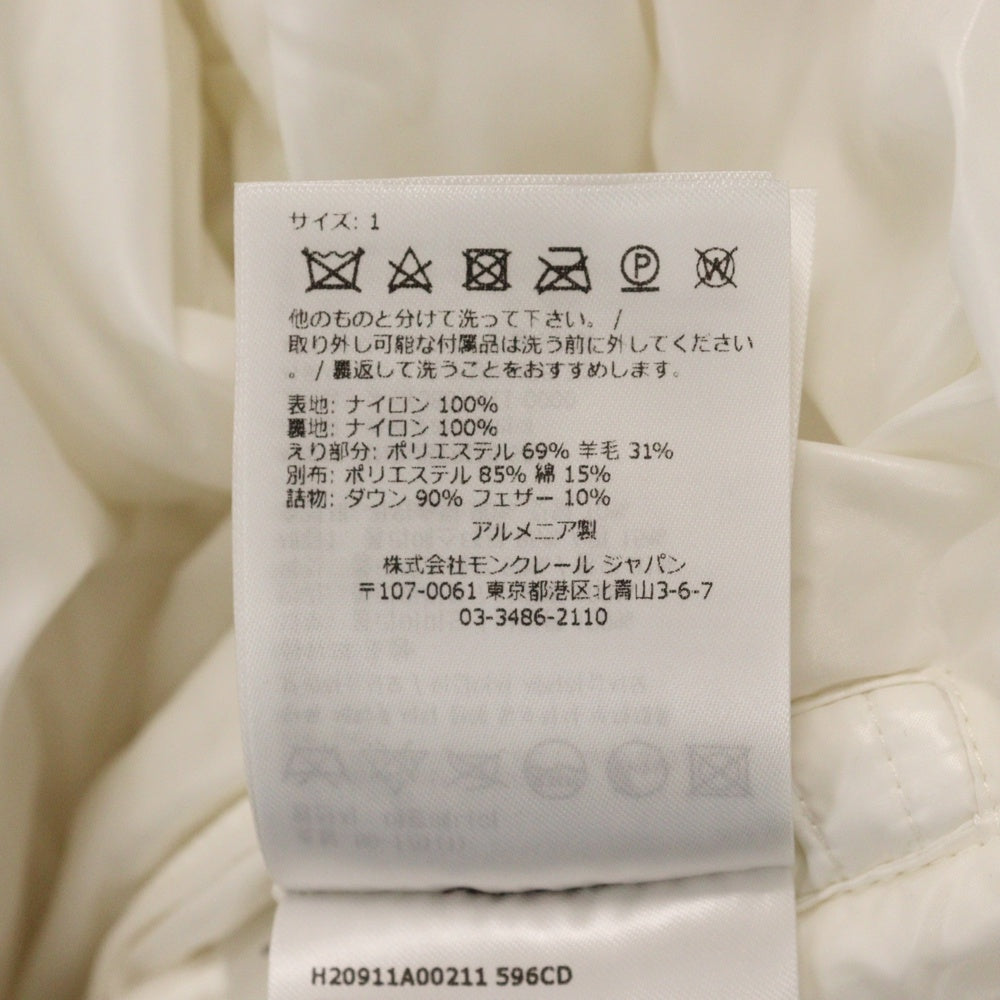 サイズ: 1
他のものと分けて洗って下さい。 /
取り外し可能な付属品は洗う前に外してください
。 / 裏返して洗うことをおすすめします。
表地: ナイロン 100%
裏地: ナイロン 100%
えり部分: ポリエステル 69% 羊毛 31%
別布: ポリエステル 85% 綿 15%
詰物: ダウン 90% フェザー 10%
アルメニア製
株式会社モンクレール ジャパン
〒107-0061 東京都港区北青山3-6-7
03-3486-2110
H20911A00211 596CD